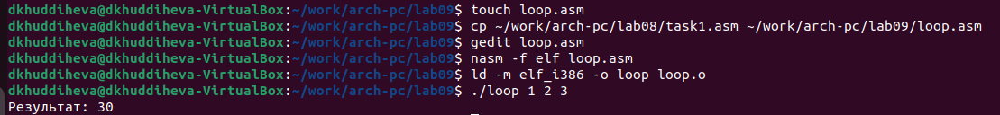 dkhuddiheva@dkhuddiheva-VirtualBox:~/work/arch-pc/lab09$ touch loop.asm
dkhuddiheva@dkhuddiheva-VirtualBox:~/work/arch-pc/lab09$ cp ~/work/arch-pc/lab08/task1.asm ~/work/arch-pc/lab09/loop.asm
dkhuddiheva@dkhuddiheva-VirtualBox:~/work/arch-pc/lab09$ gedit loop.asm
dkhuddiheva@dkhuddiheva-VirtualBox:~/work/arch-pc/lab09$ nasm -f elf loop.asm
dkhuddiheva@dkhuddiheva-VirtualBox:~/work/arch-pc/lab09$ ld -m elf_i386 -o loop loop.o
dkhuddiheva@dkhuddiheva-VirtualBox:~/work/arch-pc/lab09$ ./loop 1 2 3
Результат: 30